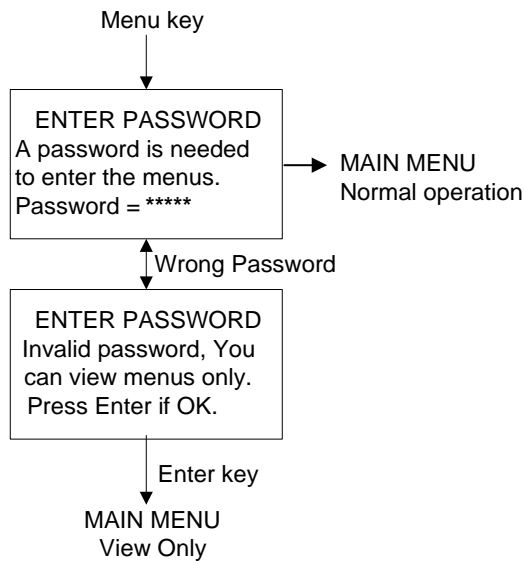 Menu key
ENTER PASSWORD
A password is needed
to enter the menus.
Password = *****
MAIN MENU
Normal operation
Wrong Password
ENTER PASSWORD
Invalid password, You
can view menus only.
Press Enter if OK.
Enter key
MAIN MENU
View Only